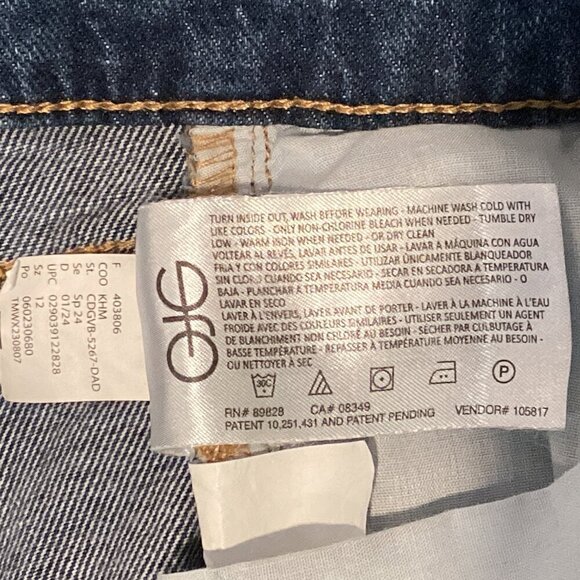 F 403806
COO KHM
St. CDGVB-5267-DAD
Se Sp 24
D 01/24
UPC 029039122828
Sz 12
Po 060230680
TMWX230807
TURN INSIDE OUT, WASH BEFORE WEARING - MACHINE WASH COLD WITH
LIKE COLORS - ONLY NON-CHLORINE BLEACH WHEN NEEDED - TUMBLE DRY
LOW - WARM IRON WHEN NEEDED - OR DRY CLEAN
VOLTEAR AL REVÉS, LAVAR ANTES DE USAR - LAVAR A MÁQUINA CON AGUA
FRIA Y CON COLORES SIMILARES - ÚNICAMENTE BLANQUEADOR
SIN CLORO CUANDO SEA NECESARIO - SECAR EN SECADORA A TEMPERATURA
BAJA - PLANCHAR A TEMPERATURA MEDIA CUANDO SEA NECESARIO - O
LAVAR EN SECO
LAVER À L'ENVERS, LAVER AVANT DE PORTER - LAVER À LA MACHINE À L'EAU
FROIDE AVEC DES COULEURS SIMILAIRES - UTILISER SEULEMENT UN AGENT
DE BLANCHIMENT NON CHLORÉ AU BESOIN - SÉCHER PAR CULBUTAGE À
BASSE TEMPÉRATURE - REPASSER À TEMPÉRATURE MOYENNE AU BESOIN -
OU NETTOYER À SEC
30C
P
RN# 89828 CA# 08349 VENDOR# 105817
PATENT 10,251,431 AND PATENT PENDING